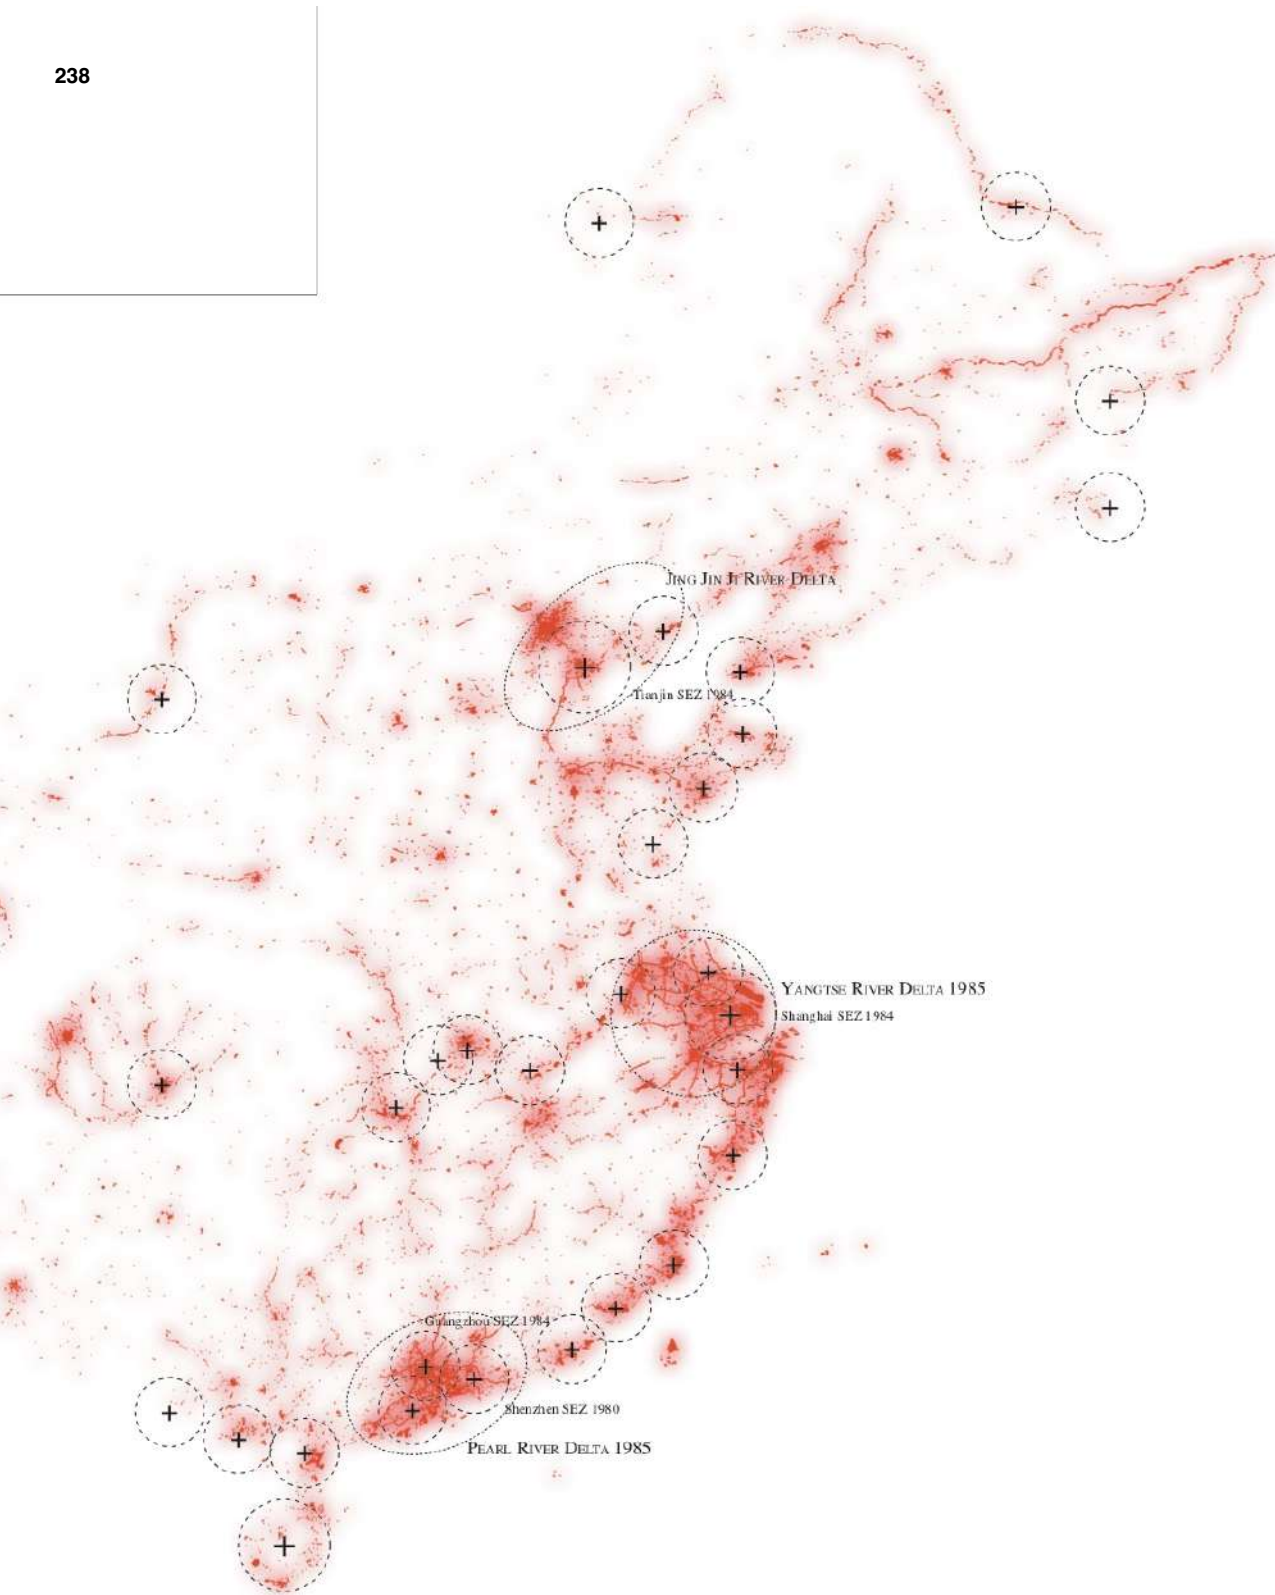 238
JING JIN JI RIVER DELTA
Tianjin SEZ 1984
YANGTSE RIVER DELTA 1985
Shanghai SEZ 1984
Guangzhou SEZ 1984
Shenzhen SEZ 1980
PEARL RIVER DELTA 1985